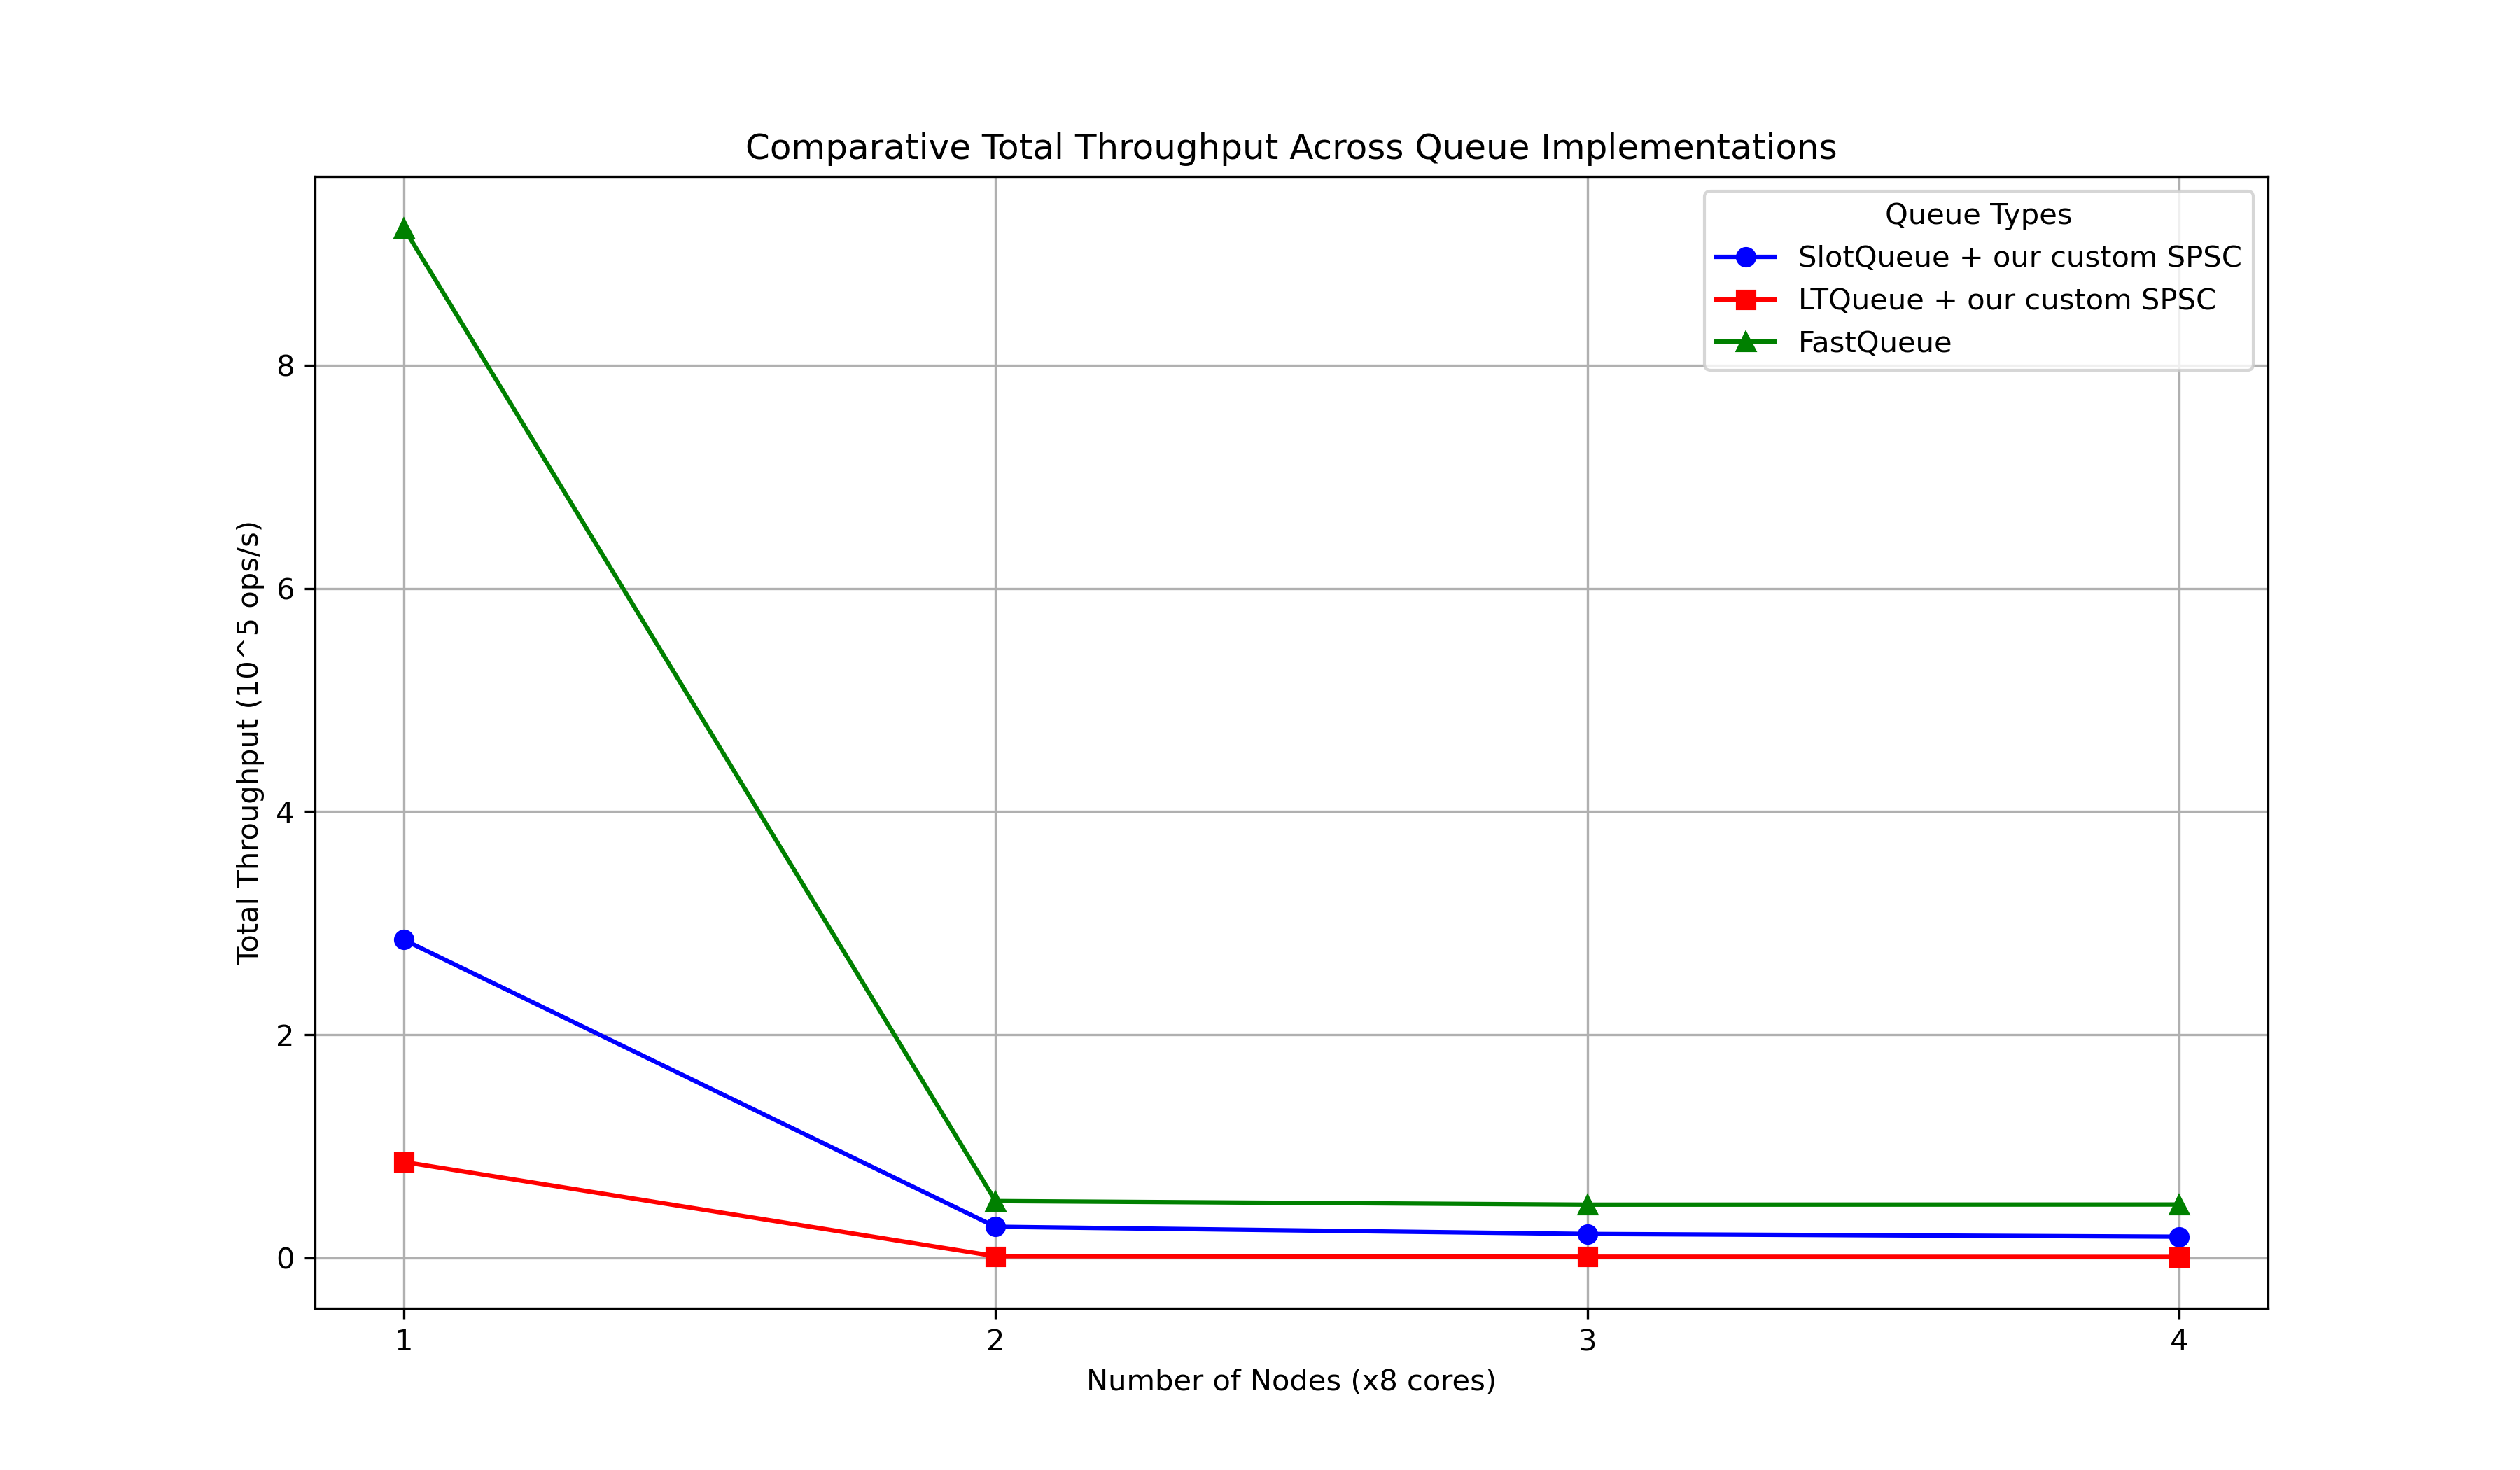 Comparative Total Throughput Across Queue Implementations
Queue Types
SlotQueue + our custom SPSC
LTQueue + our custom SPSC
FastQueue
Total Throughput (10^5 ops/s)
8
6
4
2
0
1 2 3 4
Number of Nodes (x8 cores)